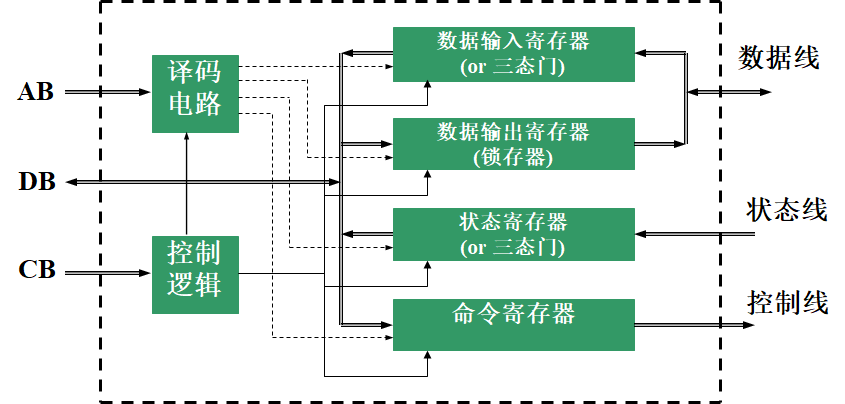 AB
DB
CB
译码
电路
控制
逻辑
数据输入寄存器
(or 三态门)
数据输出寄存器
(锁存器)
状态寄存器
(or 三态门)
命令寄存器
数据线
状态线
控制线